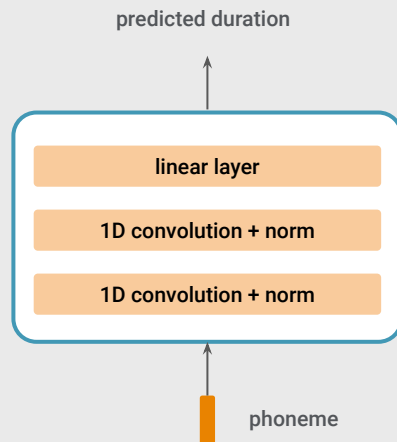 predicted duration
linear layer
1D convolution + norm
1D convolution + norm
phoneme